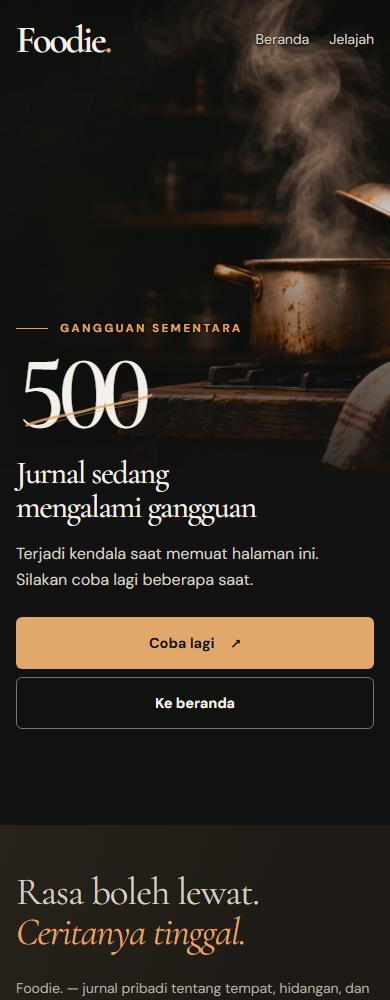 Foodie.
Beranda Jelajah
GANGGUAN SEMENTARA
500
Jurnal sedang
mengalami gangguan
Terjadi kendala saat memuat halaman ini.
Silakan coba lagi beberapa saat.
Coba lagi ↗
Ke beranda
Rasa boleh lewat.
Ceritanya tinggal.
Foodie. — jurnal pribadi tentang tempat, hidangan, dan